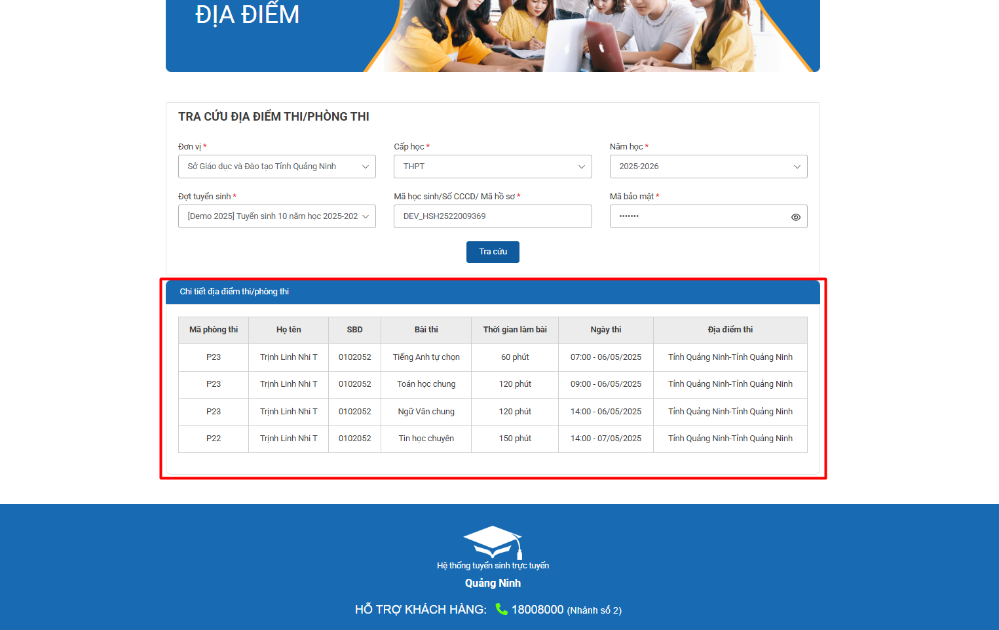 ĐỊA ĐIỂM
TRA CỨU ĐỊA ĐIỂM THI/PHÒNG THI
Đơn vị * Cấp học * Năm học *
Sở Giáo dục và Đào tạo Tỉnh Quảng Ninh THPT 2025-2026
Đợt tuyển sinh * Mã học sinh/Số CCCD/ Mã hồ sơ * Mã bảo mật *
[Demo 2025] Tuyển sinh 10 năm học 2025-202 DEV_HSH2522009369 •••••••
Tra cứu
Chi tiết địa điểm thi/phòng thi
Mã phòng thi Họ tên SBD Bài thi Thời gian làm bài Ngày thi Địa điểm thi
P23 Trịnh Linh Nhi T 0102052 Tiếng Anh tự chọn 60 phút 07:00 - 06/05/2025 Tỉnh Quảng Ninh-Tỉnh Quảng Ninh
P23 Trịnh Linh Nhi T 0102052 Toán học chung 120 phút 09:00 - 06/05/2025 Tỉnh Quảng Ninh-Tỉnh Quảng Ninh
P23 Trịnh Linh Nhi T 0102052 Ngữ Văn chung 120 phút 14:00 - 06/05/2025 Tỉnh Quảng Ninh-Tỉnh Quảng Ninh
P22 Trịnh Linh Nhi T 0102052 Tin học chuyên 150 phút 14:00 - 07/05/2025 Tỉnh Quảng Ninh-Tỉnh Quảng Ninh
Hệ thống tuyển sinh trực tuyến
Quảng Ninh
HỖ TRỢ KHÁCH HÀNG: 18008000 (Nhánh số 2)